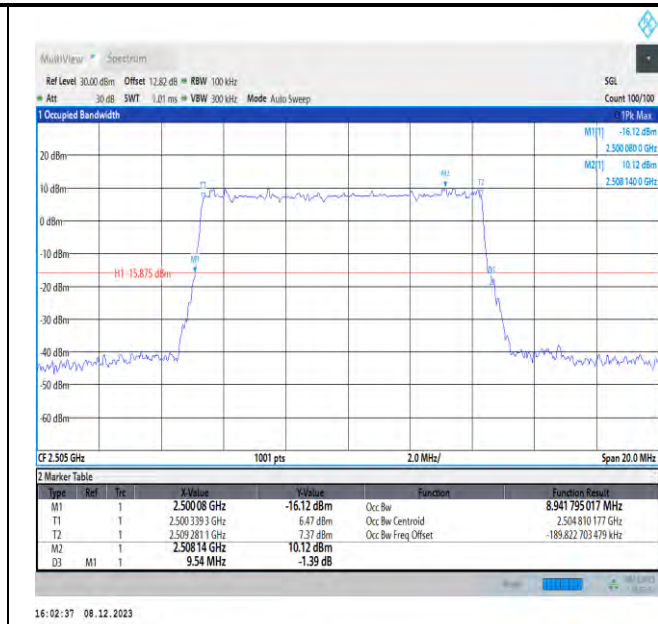 MultiView Spectrum
Ref Level 30.00 dBm Offset 12.82 dB RBW 100 kHz SGL
Att 30 dB SWT 1.01 ms VBW 300 kHz Mode Auto Sweep Count 100/100
1 Occupied Bandwidth 1Pk Max
M1[1] -16.12 dBm
2.500 080 0 GHz
M2[1] 10.12 dBm
2.508 140 0 GHz
20 dBm
10 dBm
T1 M2 T2
0 dBm
-10 dBm
M1
H1 -15.875 dBm
-20 dBm
-30 dBm
-40 dBm
-50 dBm
-60 dBm
CF 2.505 GHz 1001 pts 2.0 MHz/ Span 20.0 MHz
2 Marker Table
Type Ref Trc X-Value Y-Value Function Function Result
M1 1 2.500 08 GHz -16.12 dBm Occ Bw 8.941 795 017 MHz
T1 1 2.500 339 3 GHz 6.47 dBm Occ Bw Centroid 2.504 810 177 GHz
T2 1 2.509 281 1 GHz 7.37 dBm Occ Bw Freq Offset -189.822 703 479 kHz
M2 1 2.508 14 GHz 10.12 dBm
D3 M1 1 9.54 MHz -1.39 dB
16:02:37 08.12.2023